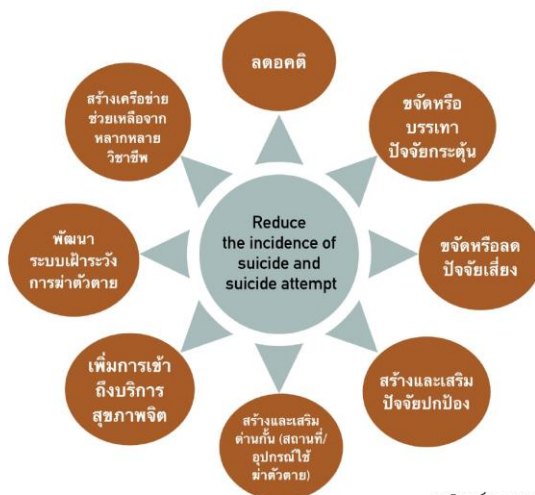 ลดอคติ
ขจัดหรือ
บรรเทา
ปัจจัยกระตุ้น
ขจัดหรือลด
ปัจจัยเสี่ยง
สร้างและเสริม
ปัจจัยปกป้อง
สร้างและเสริม
ด่านกั้น (สถานที่/
อุปกรณ์ใช้
ฆ่าตัวตาย)
เพิ่มการเข้า
ถึงบริการ
สุขภาพจิต
พัฒนา
ระบบเฝ้าระวัง
การฆ่าตัวตาย
สร้างเครือข่าย
ช่วยเหลือจาก
หลากหลาย
วิชาชีพ
Reduce
the incidence of
suicide and
suicide attempt